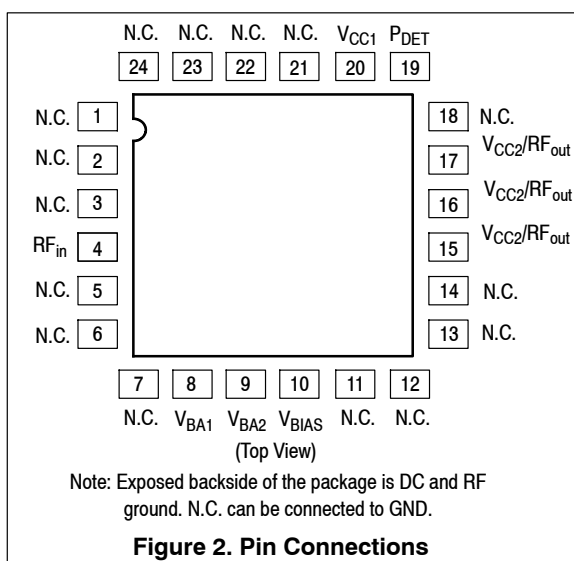 N.C. N.C. N.C. N.C. VCC1 PDET
24 23 22 21 20 19
N.C. 1
N.C. 2
N.C. 3
RFin 4
N.C. 5
N.C. 6
18 N.C.
17 VCC2/RFout
16 VCC2/RFout
15 VCC2/RFout
14 N.C.
13 N.C.
7 8 9 10 11 12
N.C. VBA1 VBA2 VBIAS N.C. N.C.
(Top View)
Note: Exposed backside of the package is DC and RF
ground. N.C. can be connected to GND.
Figure 2. Pin Connections